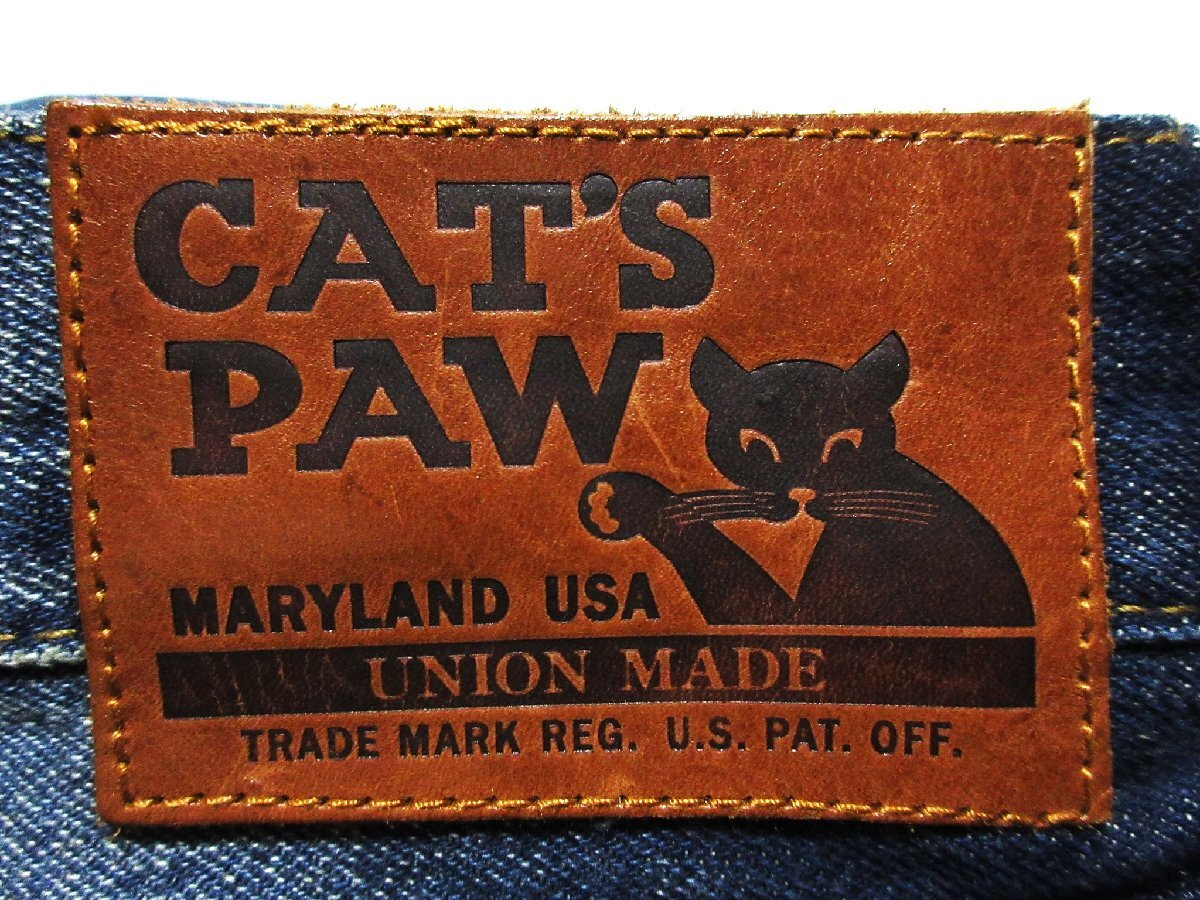 CAT'S
PAW
MARYLAND USA
UNION MADE
TRADE MARK REG. U.S. PAT. OFF.